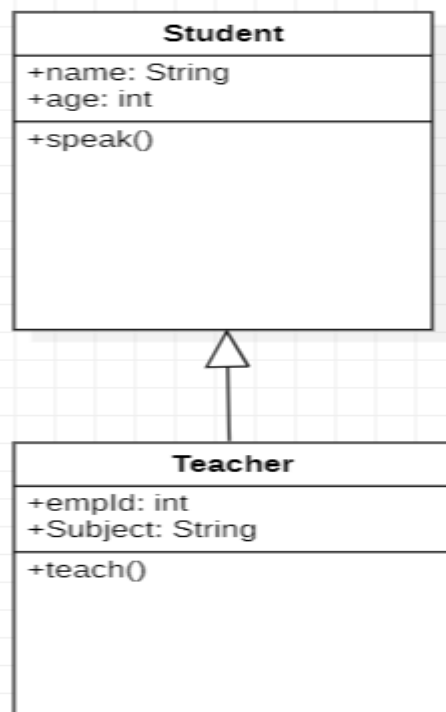 Student
+name: String
+age: int
+speak()
Teacher
+empId: int
+Subject: String
+teach()